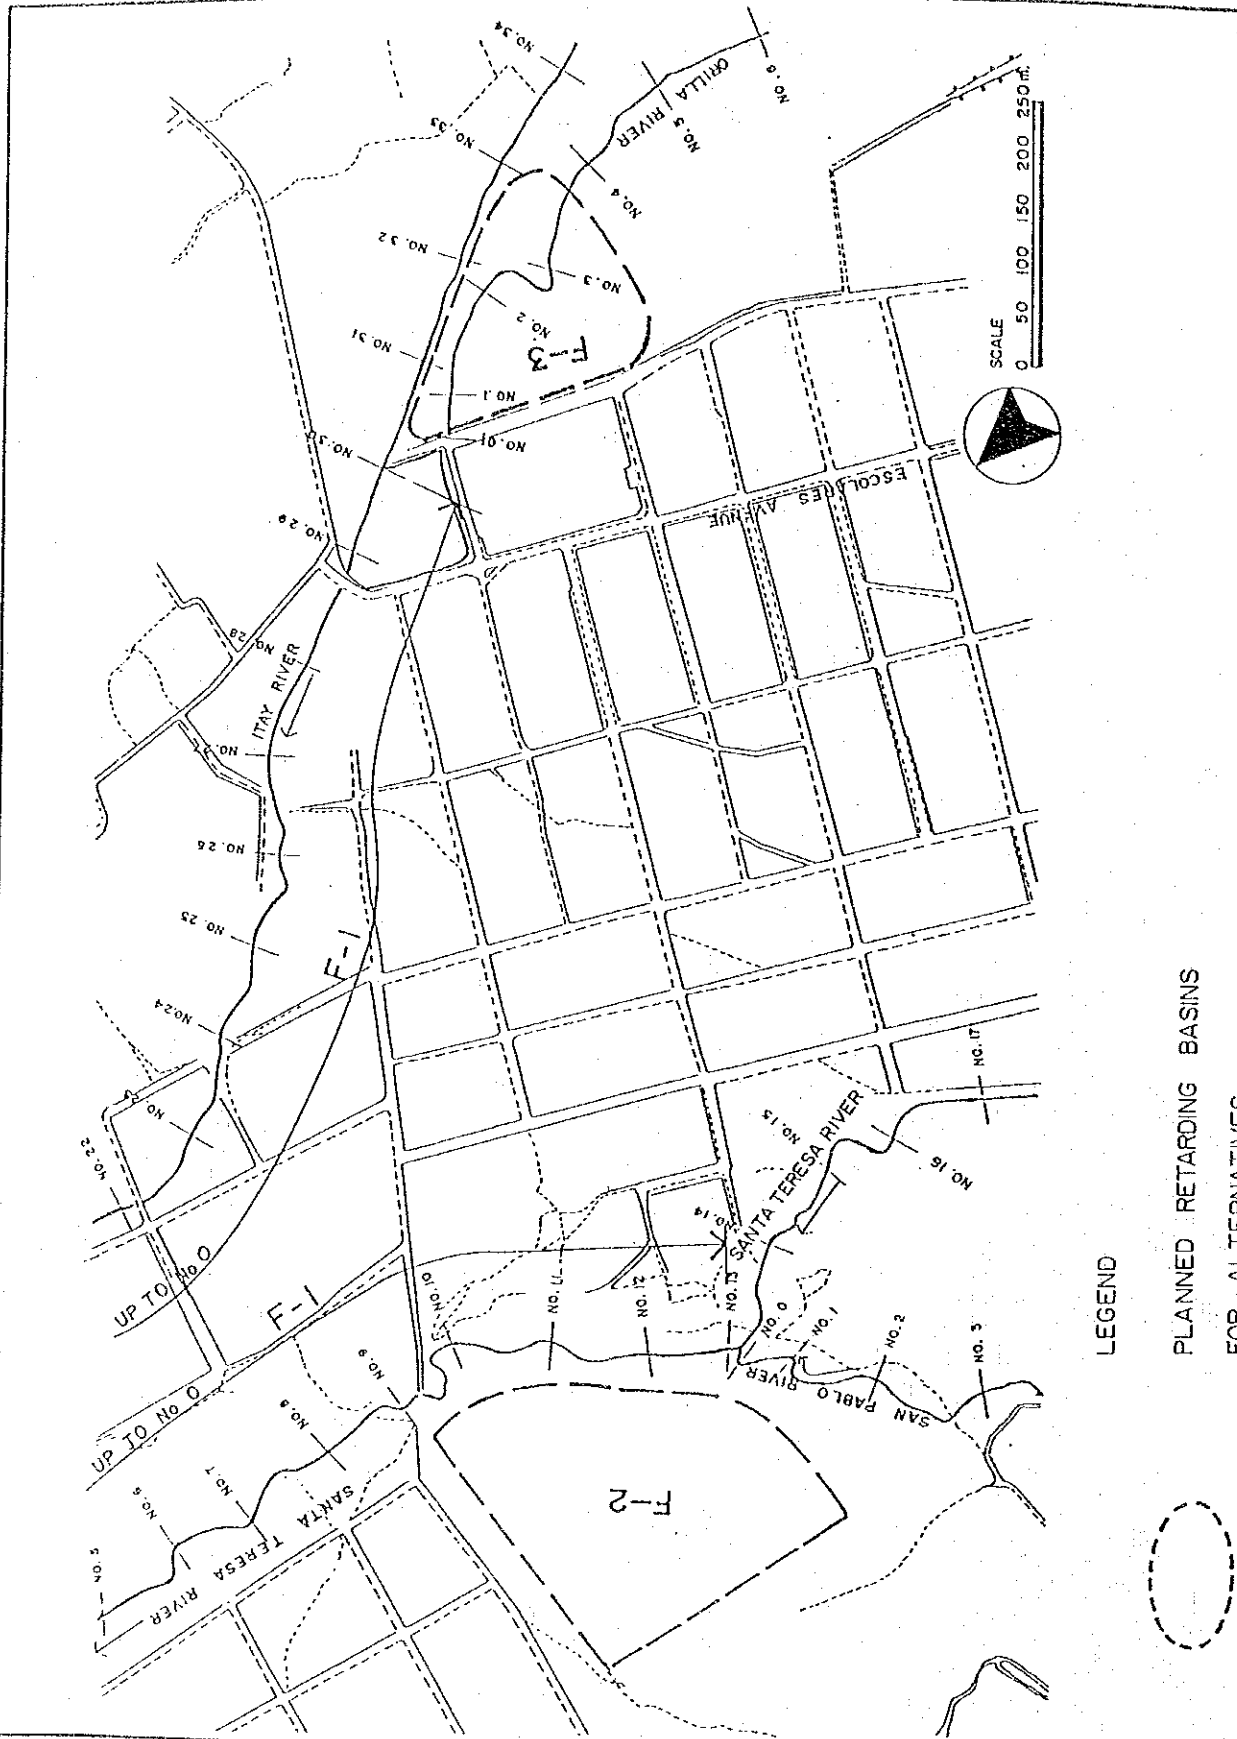 NO. 34
NO. 33
NO. 32
NO. 31
NO. 30
NO. 29
NO. 28
NO. 27
NO. 26
NO. 25
NO. 24
NO. 22
ITAY RIVER
ORILLA RIVER
NO. 6
NO. 5
NO. 4
NO. 3
NO. 2
NO. 1
NO. 01
F-3
ESCOLARES AVENUE
F-1
UP TO No 0
F-1
UP TO No 0
SANTA TERESA RIVER
NO. 17
NO. 16
NO. 15
NO. 14
NO. 13
NO. 12
NO. 11
NO. 10
NO. 9
NO. 8
NO. 7
SANTA TERESA RIVER
SAN PABLO RIVER
NO. 0
NO. 1
NO. 2
NO. 3
F-2
SCALE
0 50 100 150 200 250 m
LEGEND
PLANNED RETARDING BASINS
FOR ALTERNATIVES